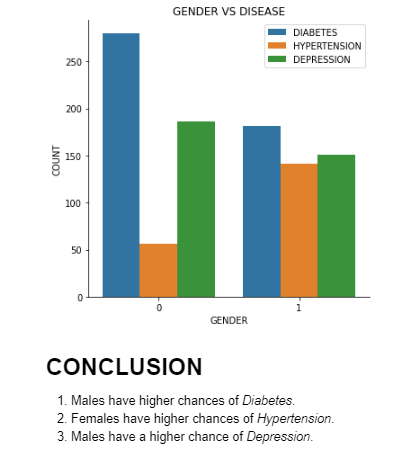 GENDER VS DISEASE
DIABETES
HYPERTENSION
DEPRESSION
250
200
150
100
50
0
COUNT
0 1
GENDER
CONCLUSION
1. Males have higher chances of Diabetes.
2. Females have higher chances of Hypertension.
3. Males have a higher chance of Depression.